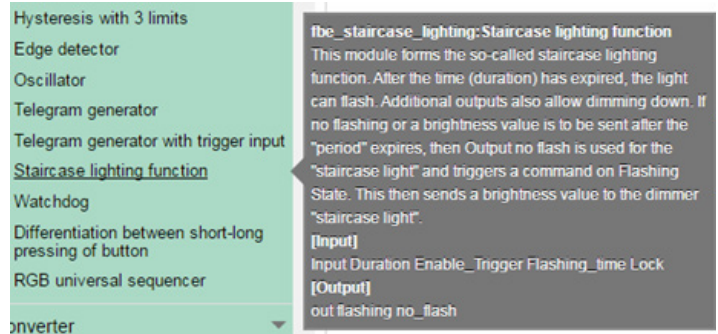 Hysteresis with 3 limits
Edge detector
Oscillator
Telegram generator
Telegram generator with trigger input
Staircase lighting function
Watchdog
Differentiation between short-long
pressing of button
RGB universal sequencer
onverter
fbe_staircase_lighting:Staircase lighting function
This module forms the so-called staircase lighting
function. After the time (duration) has expired, the light
can flash. Additional outputs also allow dimming down. If
no flashing or a brightness value is to be sent after the
"period" expires, then Output no flash is used for the
"staircase light" and triggers a command on Flashing
State. This then sends a brightness value to the dimmer
"staircase light".
[Input]
Input Duration Enable_Trigger Flashing_time Lock
[Output]
out flashing no_flash